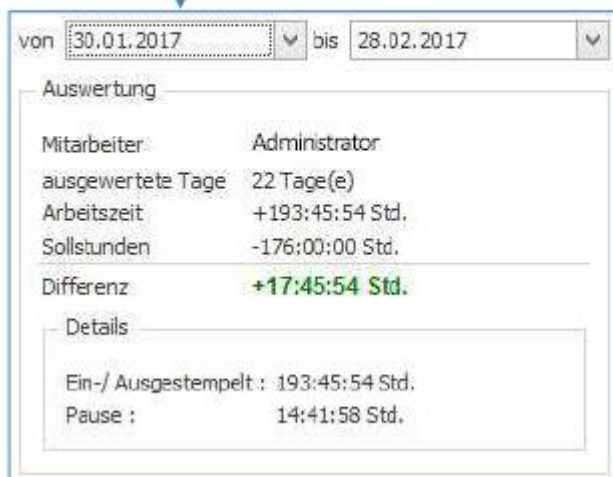 von 30.01.2017 bis 28.02.2017
Auswertung
Mitarbeiter Administrator
ausgewertete Tage 22 Tage(e)
Arbeitszeit +193:45:54 Std.
Sollstunden -176:00:00 Std.
Differenz +17:45:54 Std.
Details
Ein-/ Ausgestempelt : 193:45:54 Std.
Pause : 14:41:58 Std.